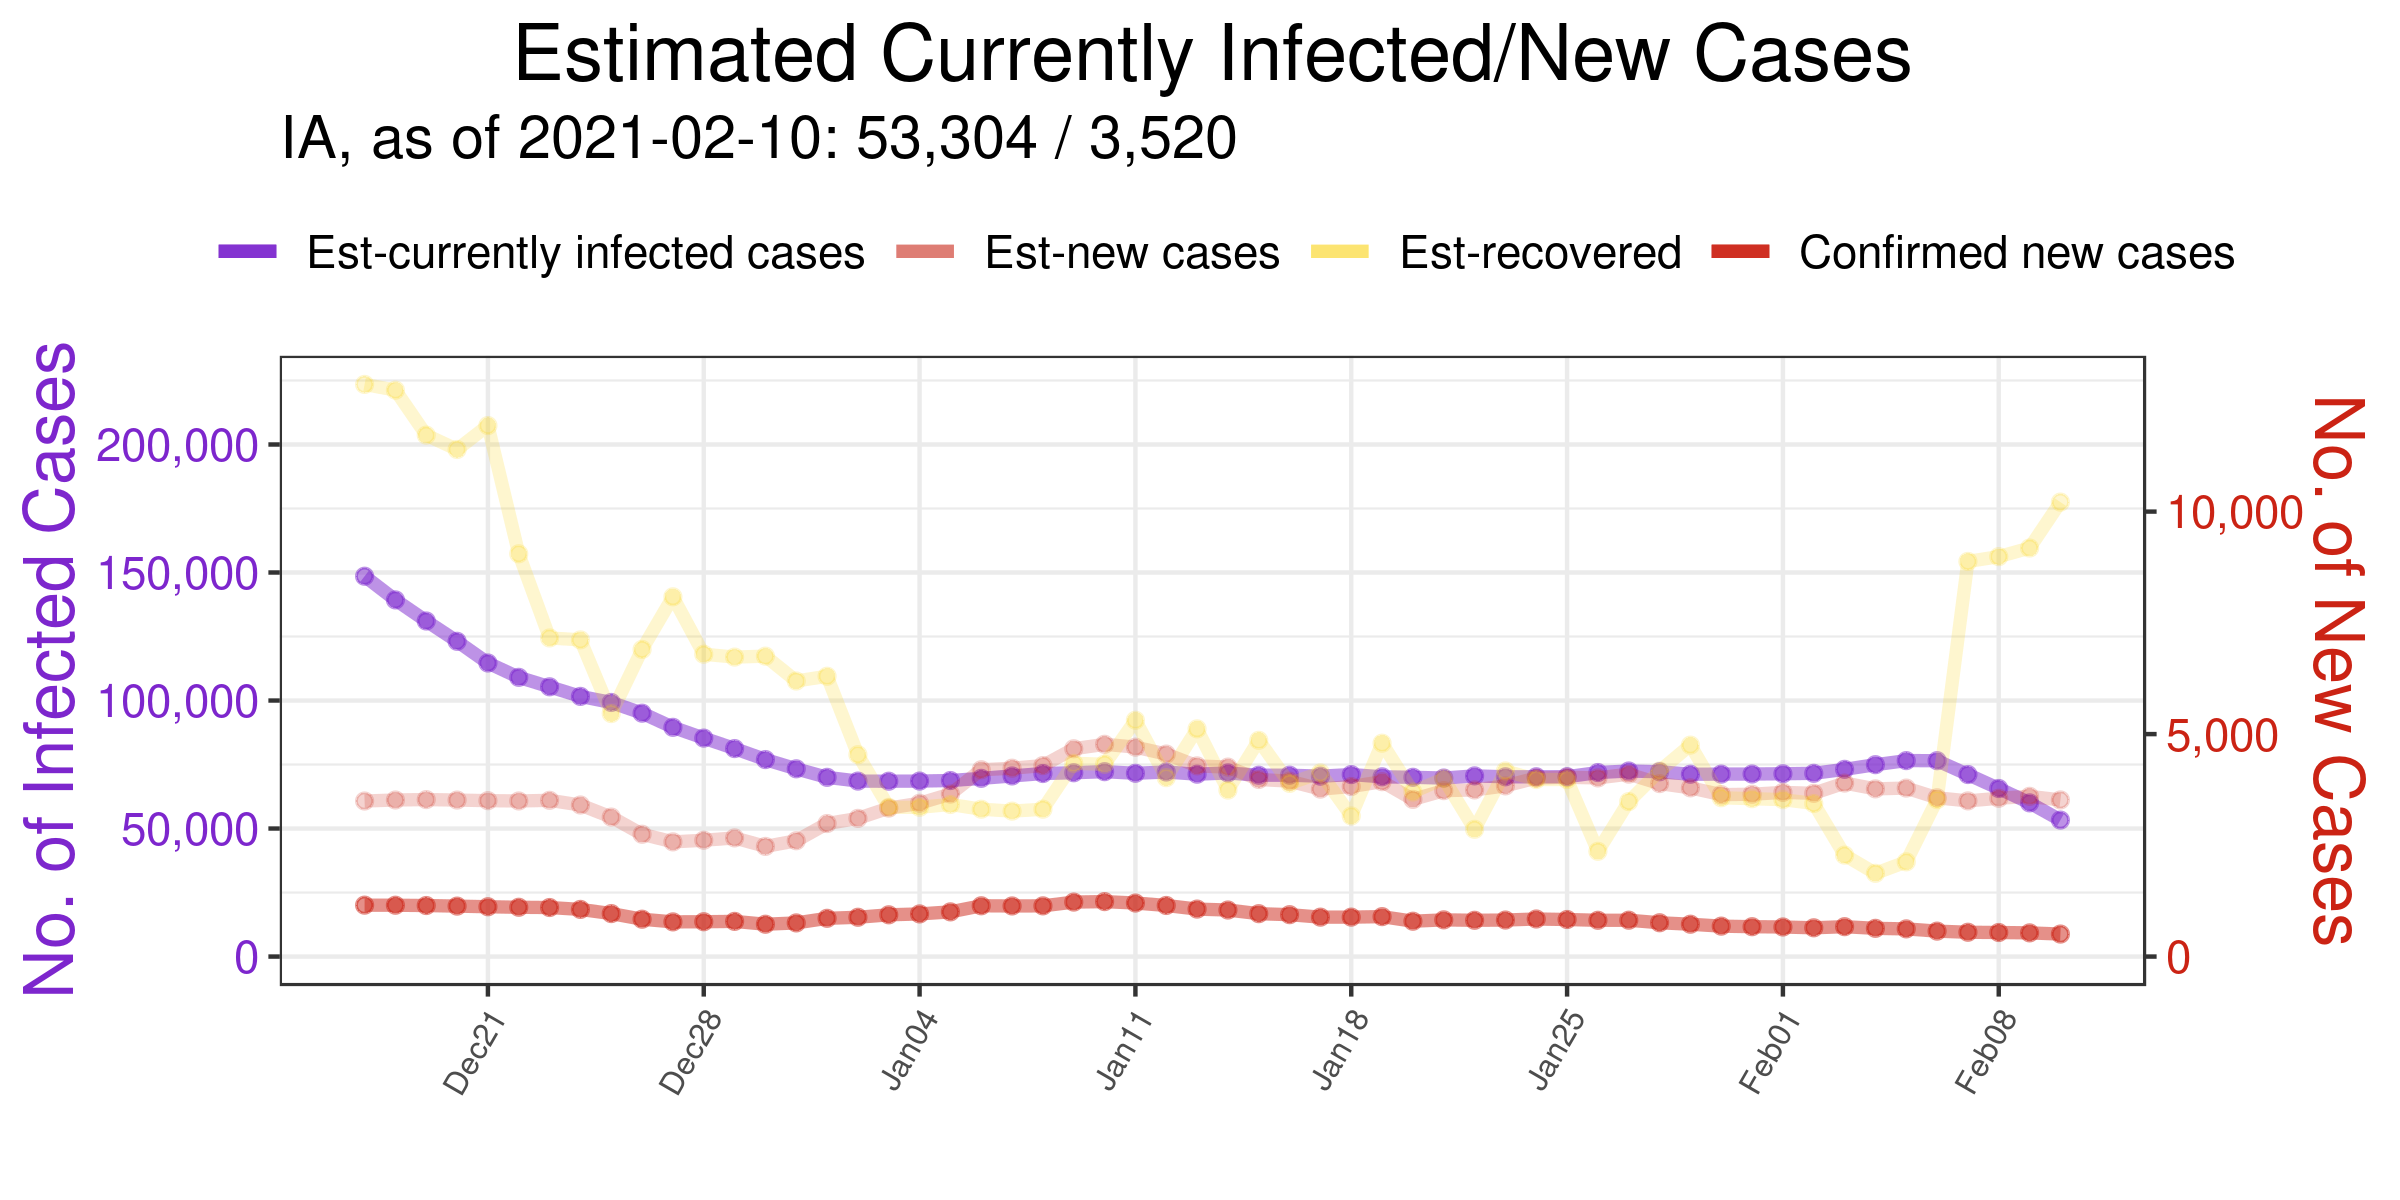 Estimated Currently Infected/New Cases
IA, as of 2021-02-10: 53,304 / 3,520
Est-currently infected cases Est-new cases Est-recovered Confirmed new cases
No. of Infected Cases
200,000
150,000
100,000
50,000
0
10,000
5,000
0
No. of New Cases
Dec21 Dec28 Jan04 Jan11 Jan18 Jan25 Feb01 Feb08